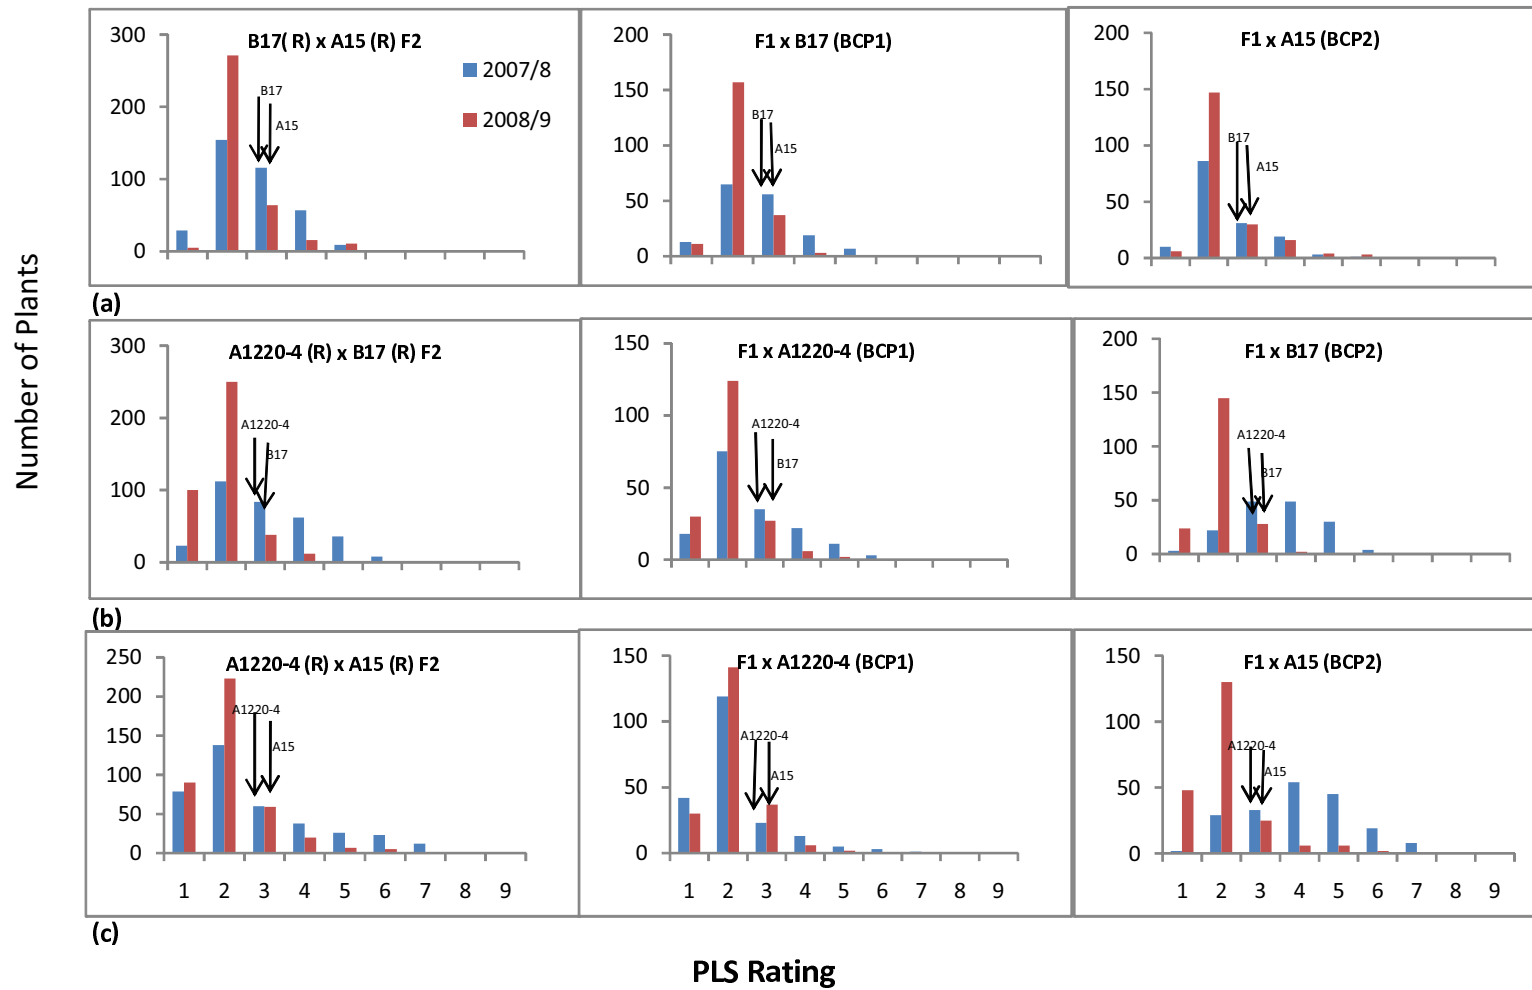 Number of Plants
B17( R) x A15 (R) F2
300
200
100
0
2007/8
2008/9
B17
A15
F1 x B17 (BCP1)
200
150
100
50
0
B17
A15
F1 x A15 (BCP2)
200
150
100
50
0
B17
A15
(a)
A1220-4 (R) x B17 (R) F2
300
200
100
0
A1220-4
B17
F1 x A1220-4 (BCP1)
150
100
50
0
A1220-4
B17
F1 x B17 (BCP2)
200
150
100
50
0
A1220-4
B17
(b)
A1220-4 (R) x A15 (R) F2
250
200
150
100
50
0
A1220-4
A15
1 2 3 4 5 6 7 8 9
F1 x A1220-4 (BCP1)
150
100
50
0
A1220-4
A15
1 2 3 4 5 6 7 8 9
F1 x A15 (BCP2)
150
100
50
0
A1220-4
A15
1 2 3 4 5 6 7 8 9
(c)
PLS Rating